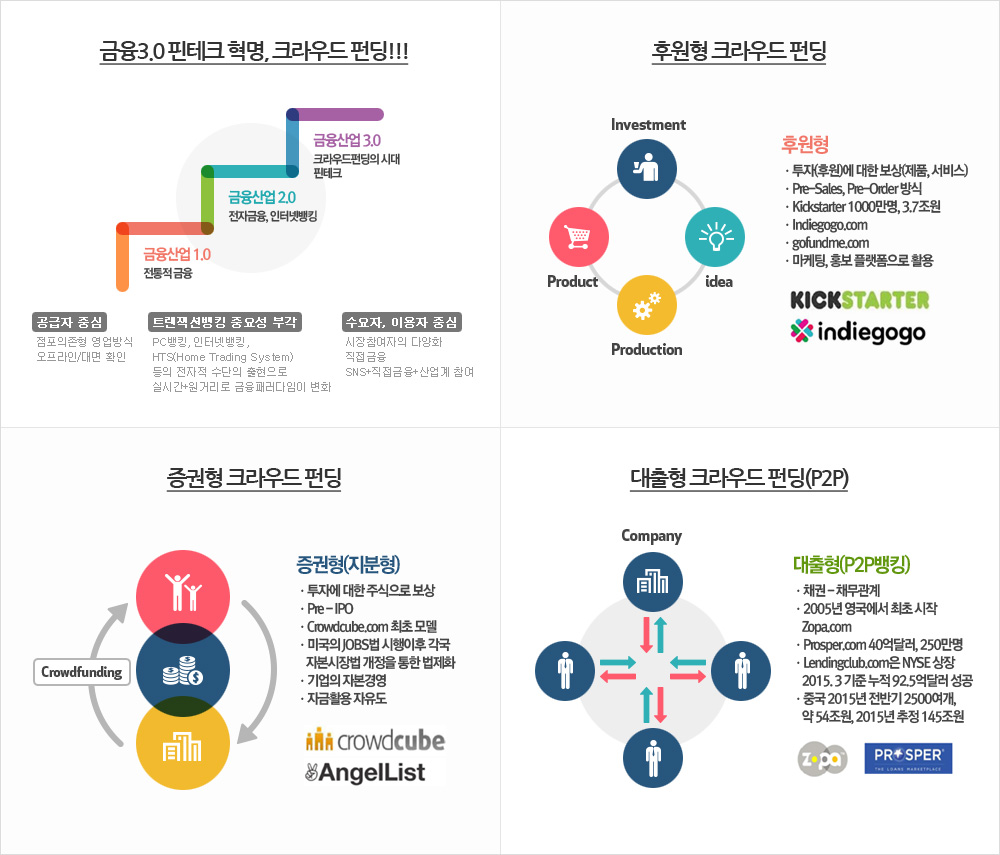 금융3.0 핀테크 혁명, 크라우드 펀딩!!!
금융산업 3.0
크라우드펀딩의 시대
핀테크
금융산업 2.0
전자금융, 인터넷뱅킹
금융산업 1.0
전통적 금융
공급자 중심
점포의존형 영업방식
오프라인/대면 확인
트랜잭션뱅킹 중요성 부각
PC뱅킹, 인터넷뱅킹,
HTS(Home Trading System)
등의 전자적 수단의 출현으로
실시간+원거리로 금융패러다임이 변화
수요자, 이용자 중심
시장참여자의 다양화
직접금융
SNS+직접금융+산업계 참여
후원형 크라우드 펀딩
Investment
Product
idea
Production
후원형
· 투자(후원)에 대한 보상(제품, 서비스)
· Pre-Sales, Pre-Order 방식
· Kickstarter 1000만명, 3.7조원
· Indiegogo.com
· gofundme.com
· 마케팅, 홍보 플랫폼으로 활용
KICKSTARTER
indiegogo
증권형 크라우드 펀딩
Crowdfunding
증권형(지분형)
· 투자에 대한 주식으로 보상
· Pre - IPO
· Crowdcube.com 최초 모델
· 미국의 JOBS법 시행이후 각국
자본시장법 개정을 통한 법제화
· 기업의 자본경영
· 자금활용 자유도
crowdcube
AngelList
대출형 크라우드 펀딩(P2P)
Company
대출형(P2P뱅킹)
· 채권 - 채무관계
· 2005년 영국에서 최초 시작
Zopa.com
· Prosper.com 40억달러, 250만명
· Lendingclub.com은 NYSE 상장
2015. 3 기준 누적 92.5억달러 성공
· 중국 2015년 전반기 2500여개,
약 54조원, 2015년 추정 145조원
zopa
PROSPER
THE LOANS MARKETPLACE